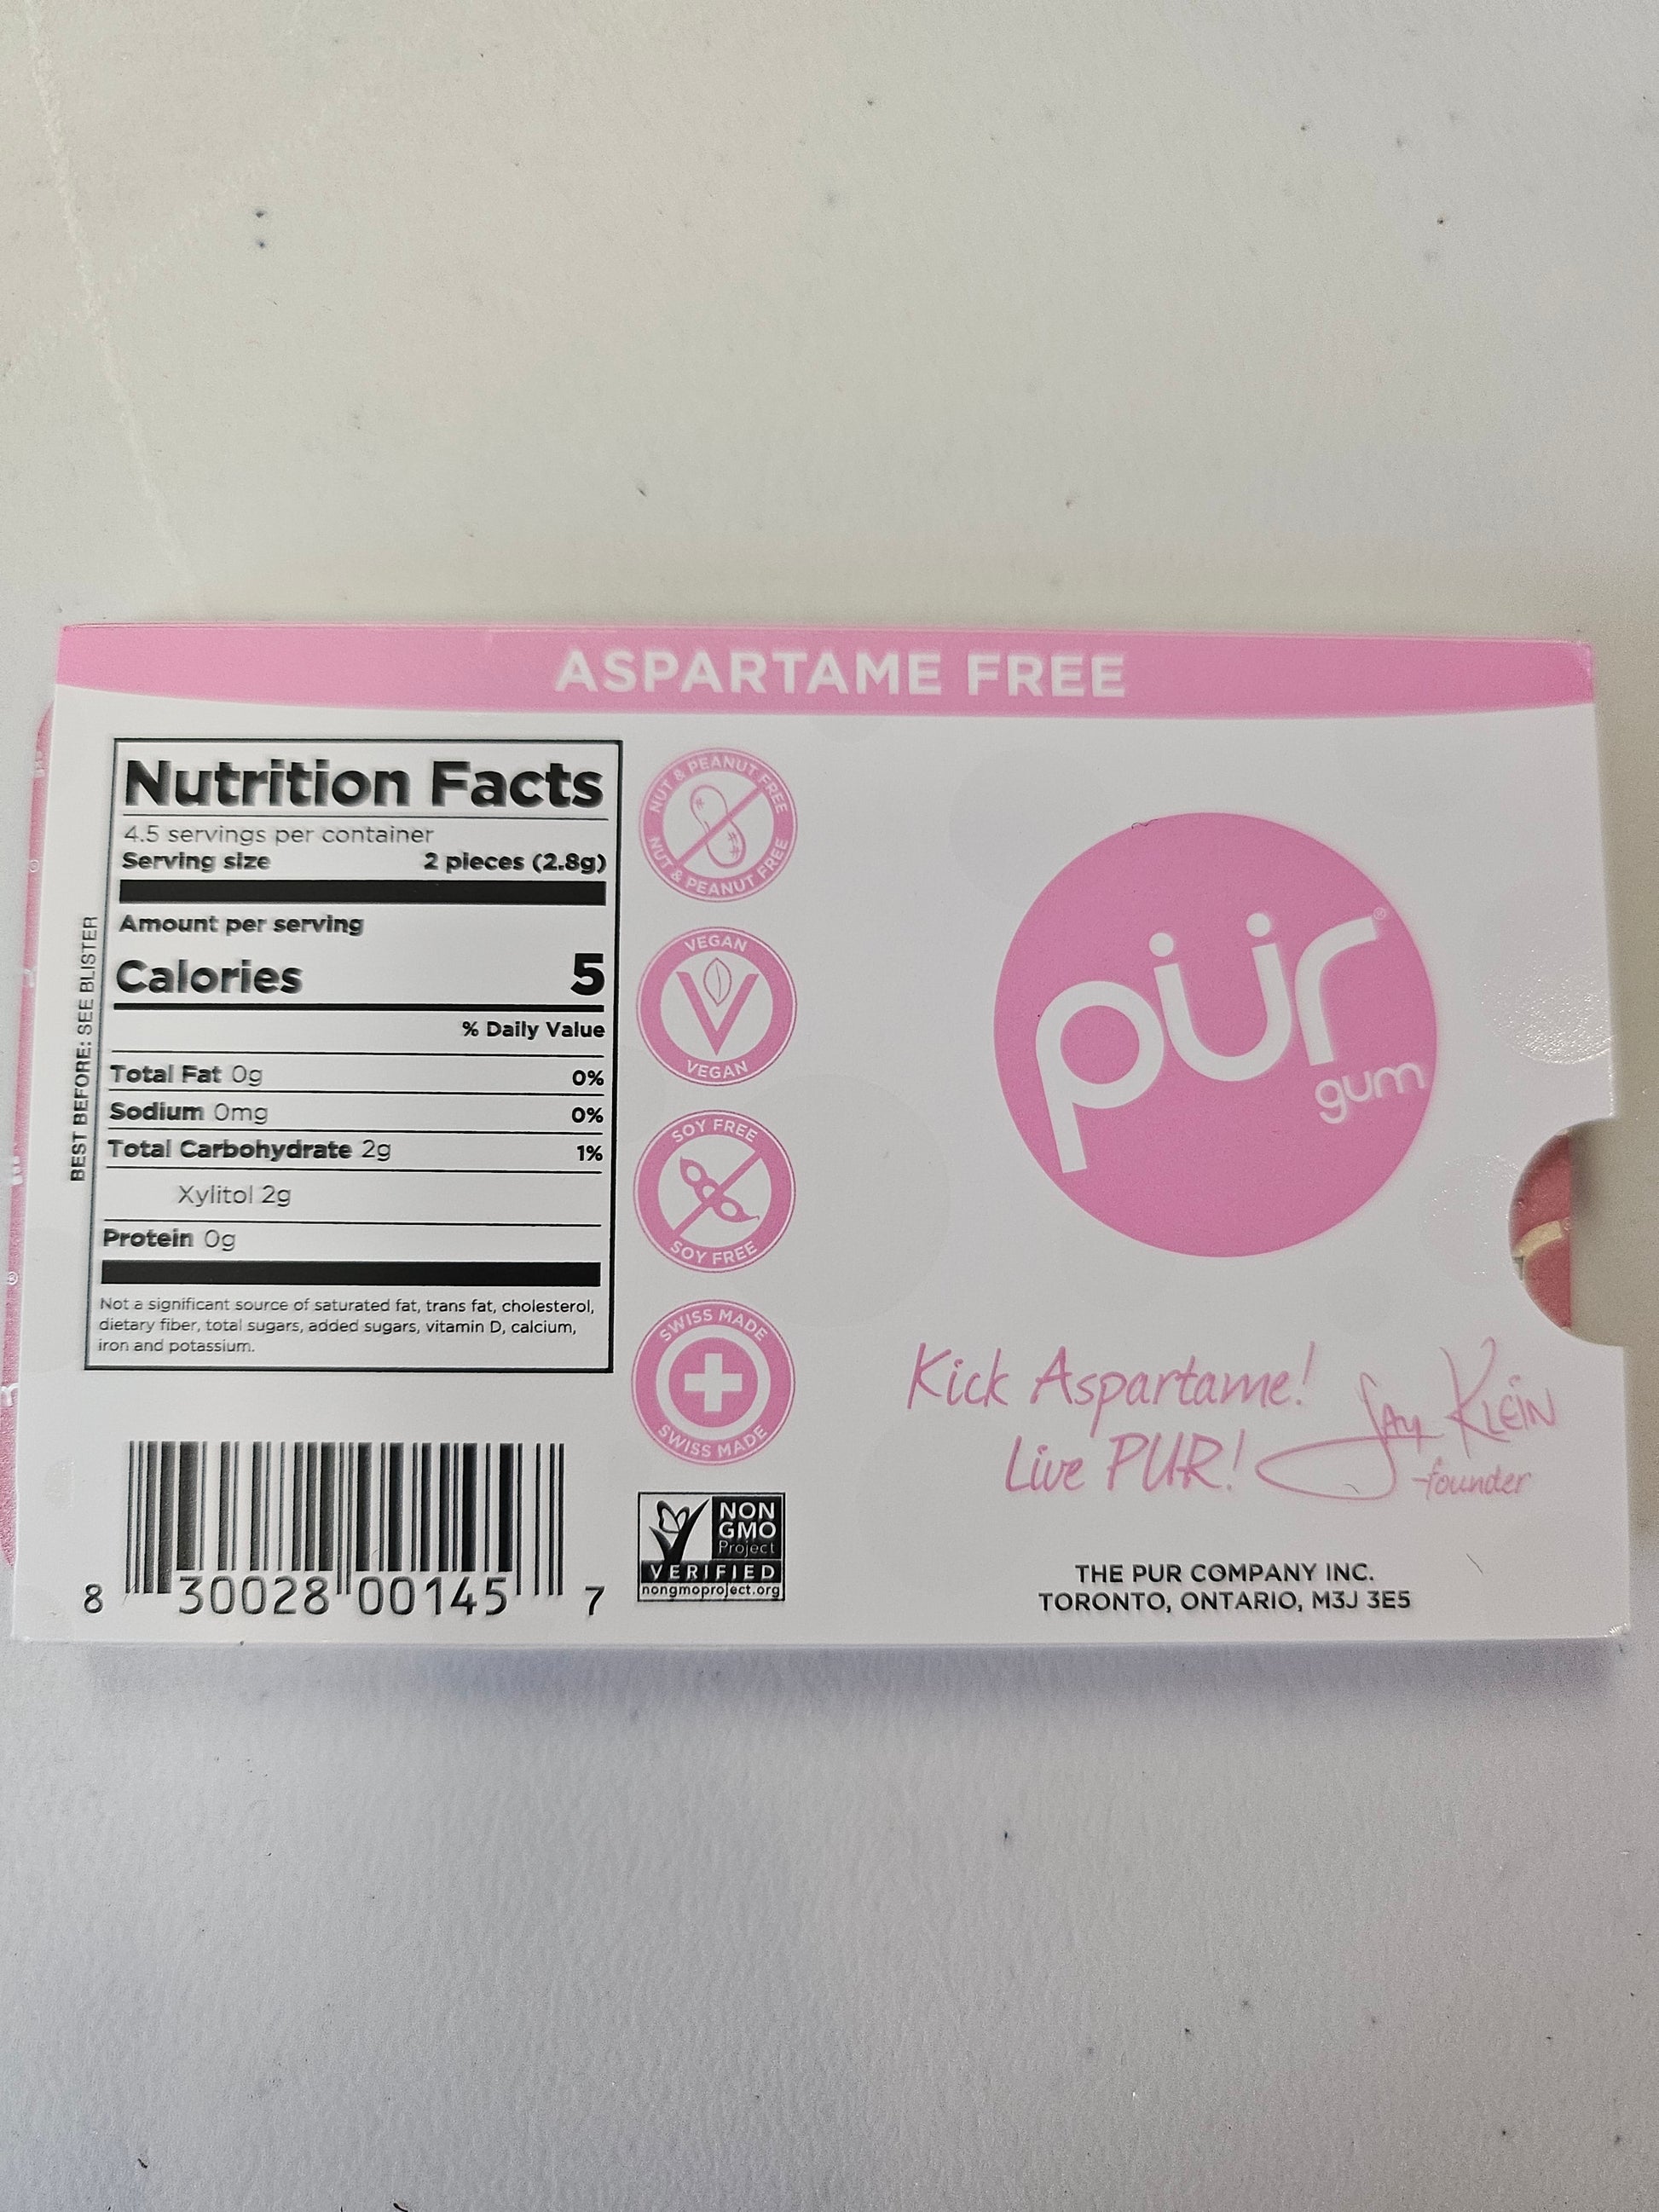 ASPARTAME FREE
Nutrition Facts
4.5 servings per container
Serving size 2 pieces (2.8g)
Amount per serving
Calories 5
% Daily Value
Total Fat 0g 0%
Sodium 0mg 0%
Total Carbohydrate 2g 1%
Xylitol 2g
Protein 0g
Not a significant source of saturated fat, trans fat, cholesterol,
dietary fiber, total sugars, added sugars, vitamin D, calcium,
iron and potassium.
BEST BEFORE: SEE BLISTER
8 30028 00145 7
NUT & PEANUT FREE
NUT & PEANUT FREE
VEGAN
VEGAN
SOY FREE
SOY FREE
SWISS MADE
SWISS MADE
NON
GMO
Project
VERIFIED
nongmoproject.org
pür®
gum
Kick Aspartame!
Live PUR!
Jay KLEIN
-founder
THE PUR COMPANY INC.
TORONTO, ONTARIO, M3J 3E5